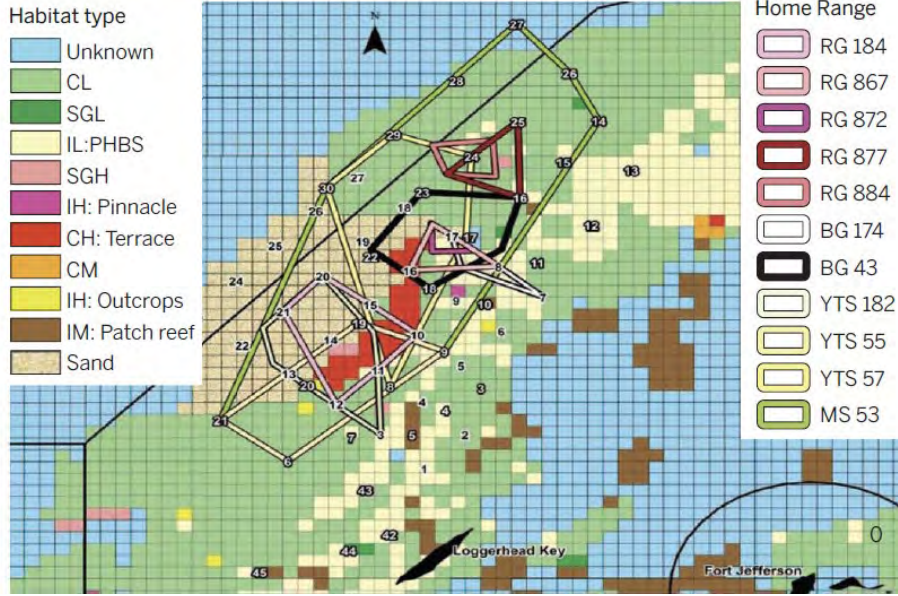 Habitat type
Unknown
CL
SGL
IL:PHBS
SGH
IH: Pinnacle
CH: Terrace
CM
IH: Outcrops
IM: Patch reef
Sand
N
Home Range
RG 184
RG 867
RG 872
RG 877
RG 884
BG 174
BG 43
YTS 182
YTS 55
YTS 57
MS 53
27
28
26
29
25
14
24
15
13
27
30
23
16
26
18
12
25
19
17
17
22
16
8
11
24
20
18
9
7
21
15
10
19
10
6
22
14
9
13
11
5
20
8
3
12
4
4
21
3
7
5
2
6
1
43
42
44
Loggerhead Key
45
Fort Jefferson
0